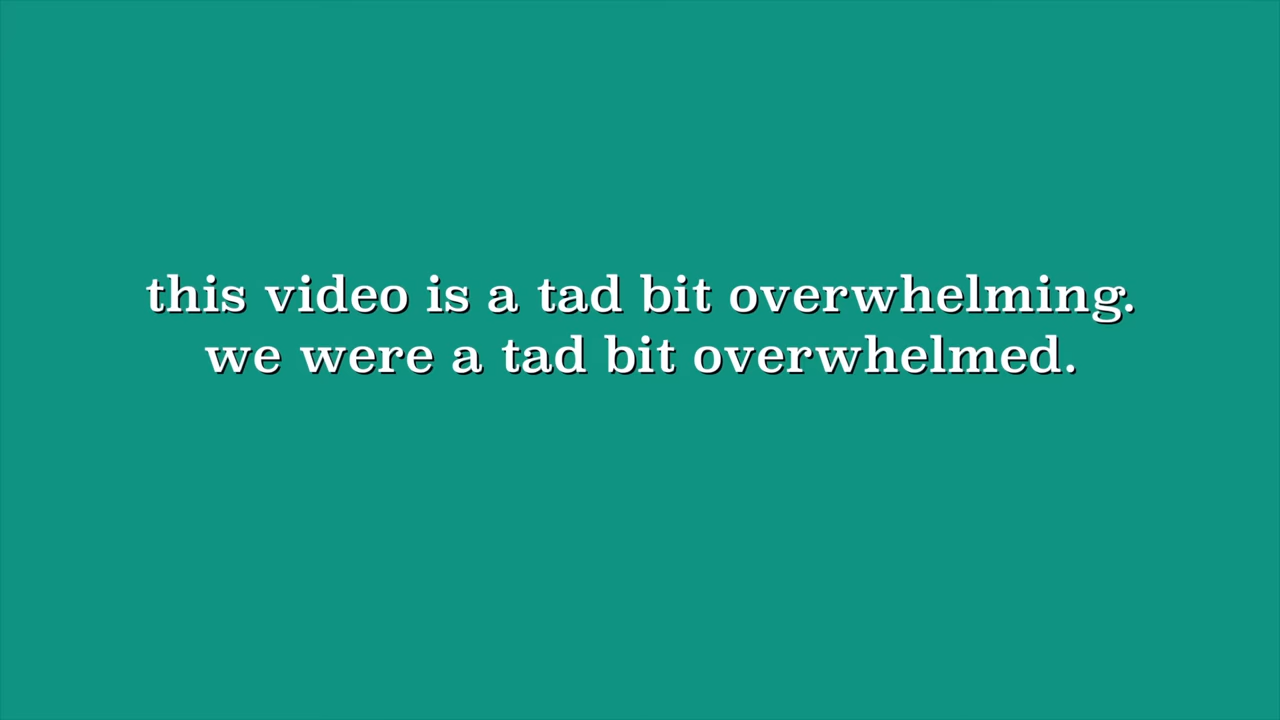 this video is a tad bit overwhelming.
we were a tad bit overwhelmed.